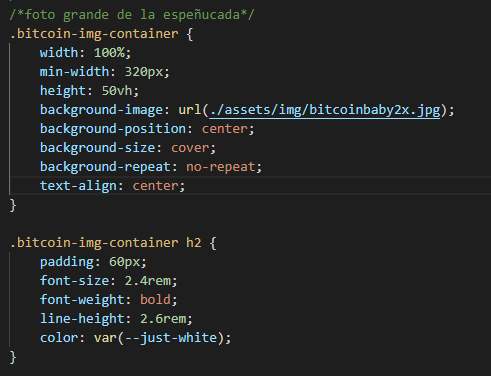 /*foto grande de la espeñucada*/
.bitcoin-img-container {
width: 100%;
min-width: 320px;
height: 50vh;
background-image: url(./assets/img/bitcoinbaby2x.jpg);
background-position: center;
background-size: cover;
background-repeat: no-repeat;
text-align: center;
}
.bitcoin-img-container h2 {
padding: 60px;
font-size: 2.4rem;
font-weight: bold;
line-height: 2.6rem;
color: var(--just-white);
}